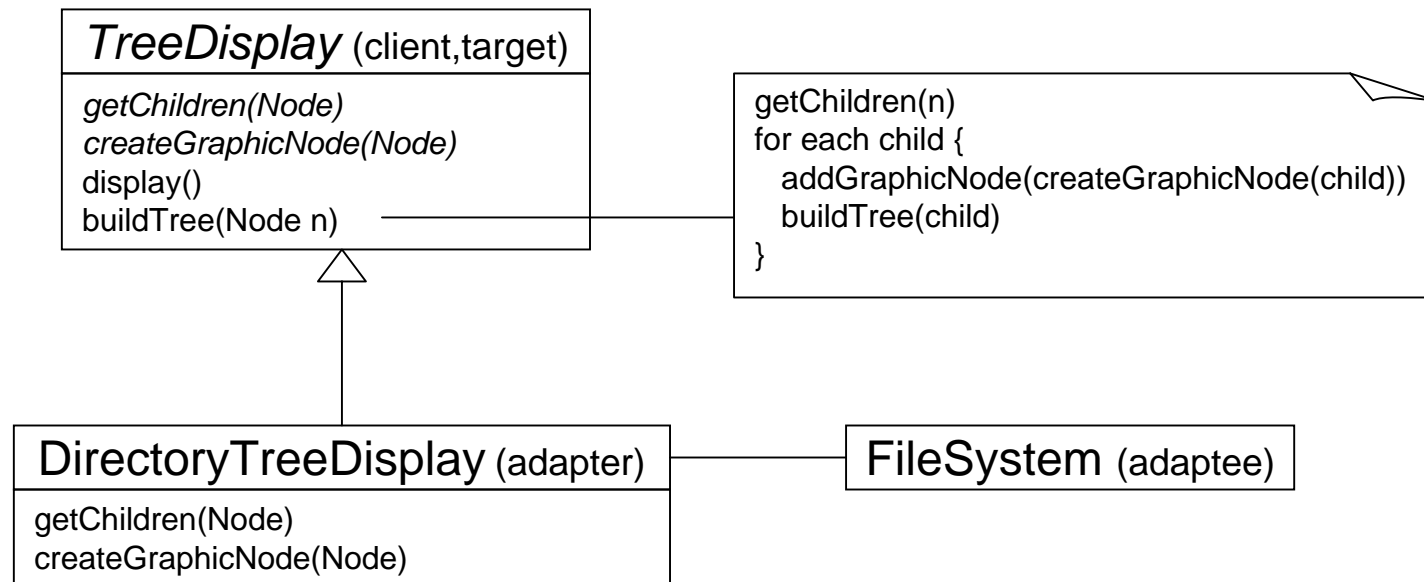 TreeDisplay (client,target)
getChildren(Node)
createGraphicNode(Node)
display()
buildTree(Node n)
getChildren(n)
for each child {
addGraphicNode(createGraphicNode(child))
buildTree(child)
}
DirectoryTreeDisplay (adapter)
getChildren(Node)
createGraphicNode(Node)
FileSystem (adaptee)